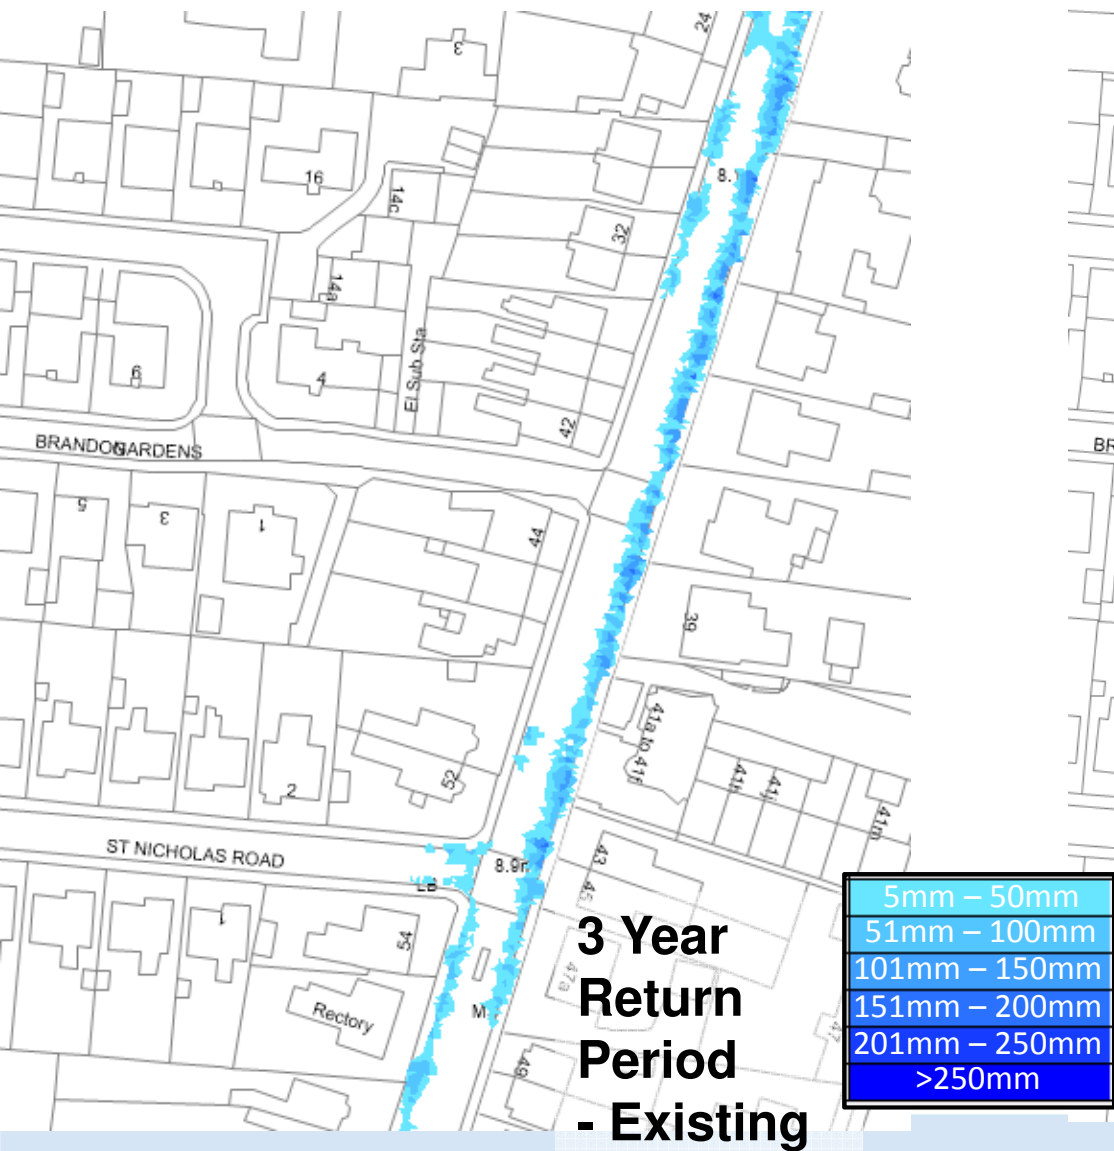 24
3
16
14c
8.
32
14a
El Sub Sta
6
4
42
BRANDON GARDENS
BR
5
3
1
44
39
41a to 41f
52
2
41h
41j
41m
ST NICHOLAS ROAD
8.9m
43
LB
45
1
54
47a
47
Rectory
M
49
3 Year
Return
Period
- Existing
5mm – 50mm
51mm – 100mm
101mm – 150mm
151mm – 200mm
201mm – 250mm
>250mm